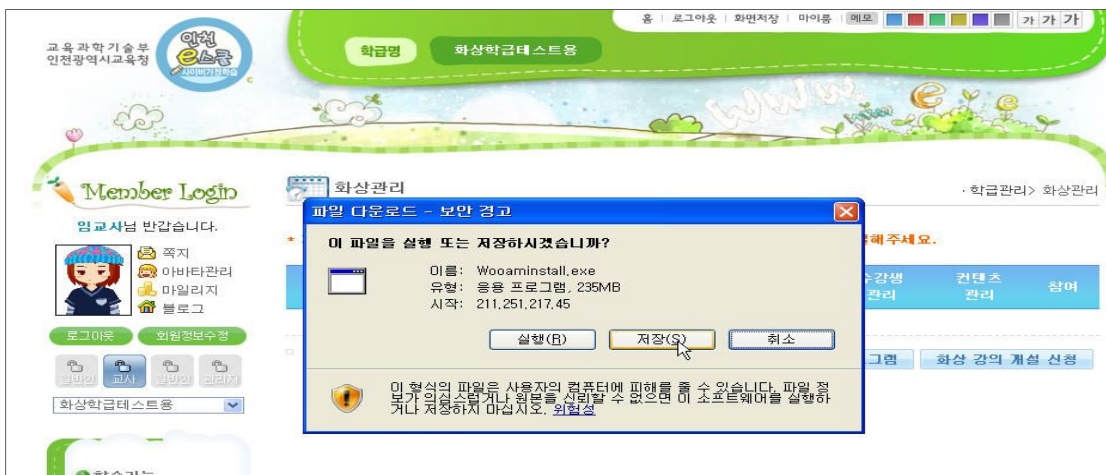 홈 | 로그아웃 | 화면저장 | 마이룸 | 메모 가 가 가
교육과학기술부
인천광역시교육청
인천
e스쿨
사이버가정학습
학급명 화상학급테스트용
www e
Member Login
임교사님 반갑습니다.
쪽지
아바타관리
마일리지
블로그
로그아웃 회원정보수정
교사 관리자
화상학급테스트용
화상관리
· 학급관리> 화상관리
해주세요.
수강생
관리
컨텐츠
관리
참여
그램 화상 강의 개설 신청
파일 다운로드 - 보안 경고
이 파일을 실행 또는 저장하시겠습니까?
이름: Wooaminstall.exe
유형: 응용 프로그램, 235MB
시작: 211.251.217.45
실행(R) 저장(S) 취소
이 형식의 파일은 사용자의 컴퓨터에 피해를 줄 수 있습니다. 파일 정
보가 의심스럽거나 원본을 신뢰할 수 없으면 이 소프트웨어를 실행하
거나 저장하지 마십시오. 위험성